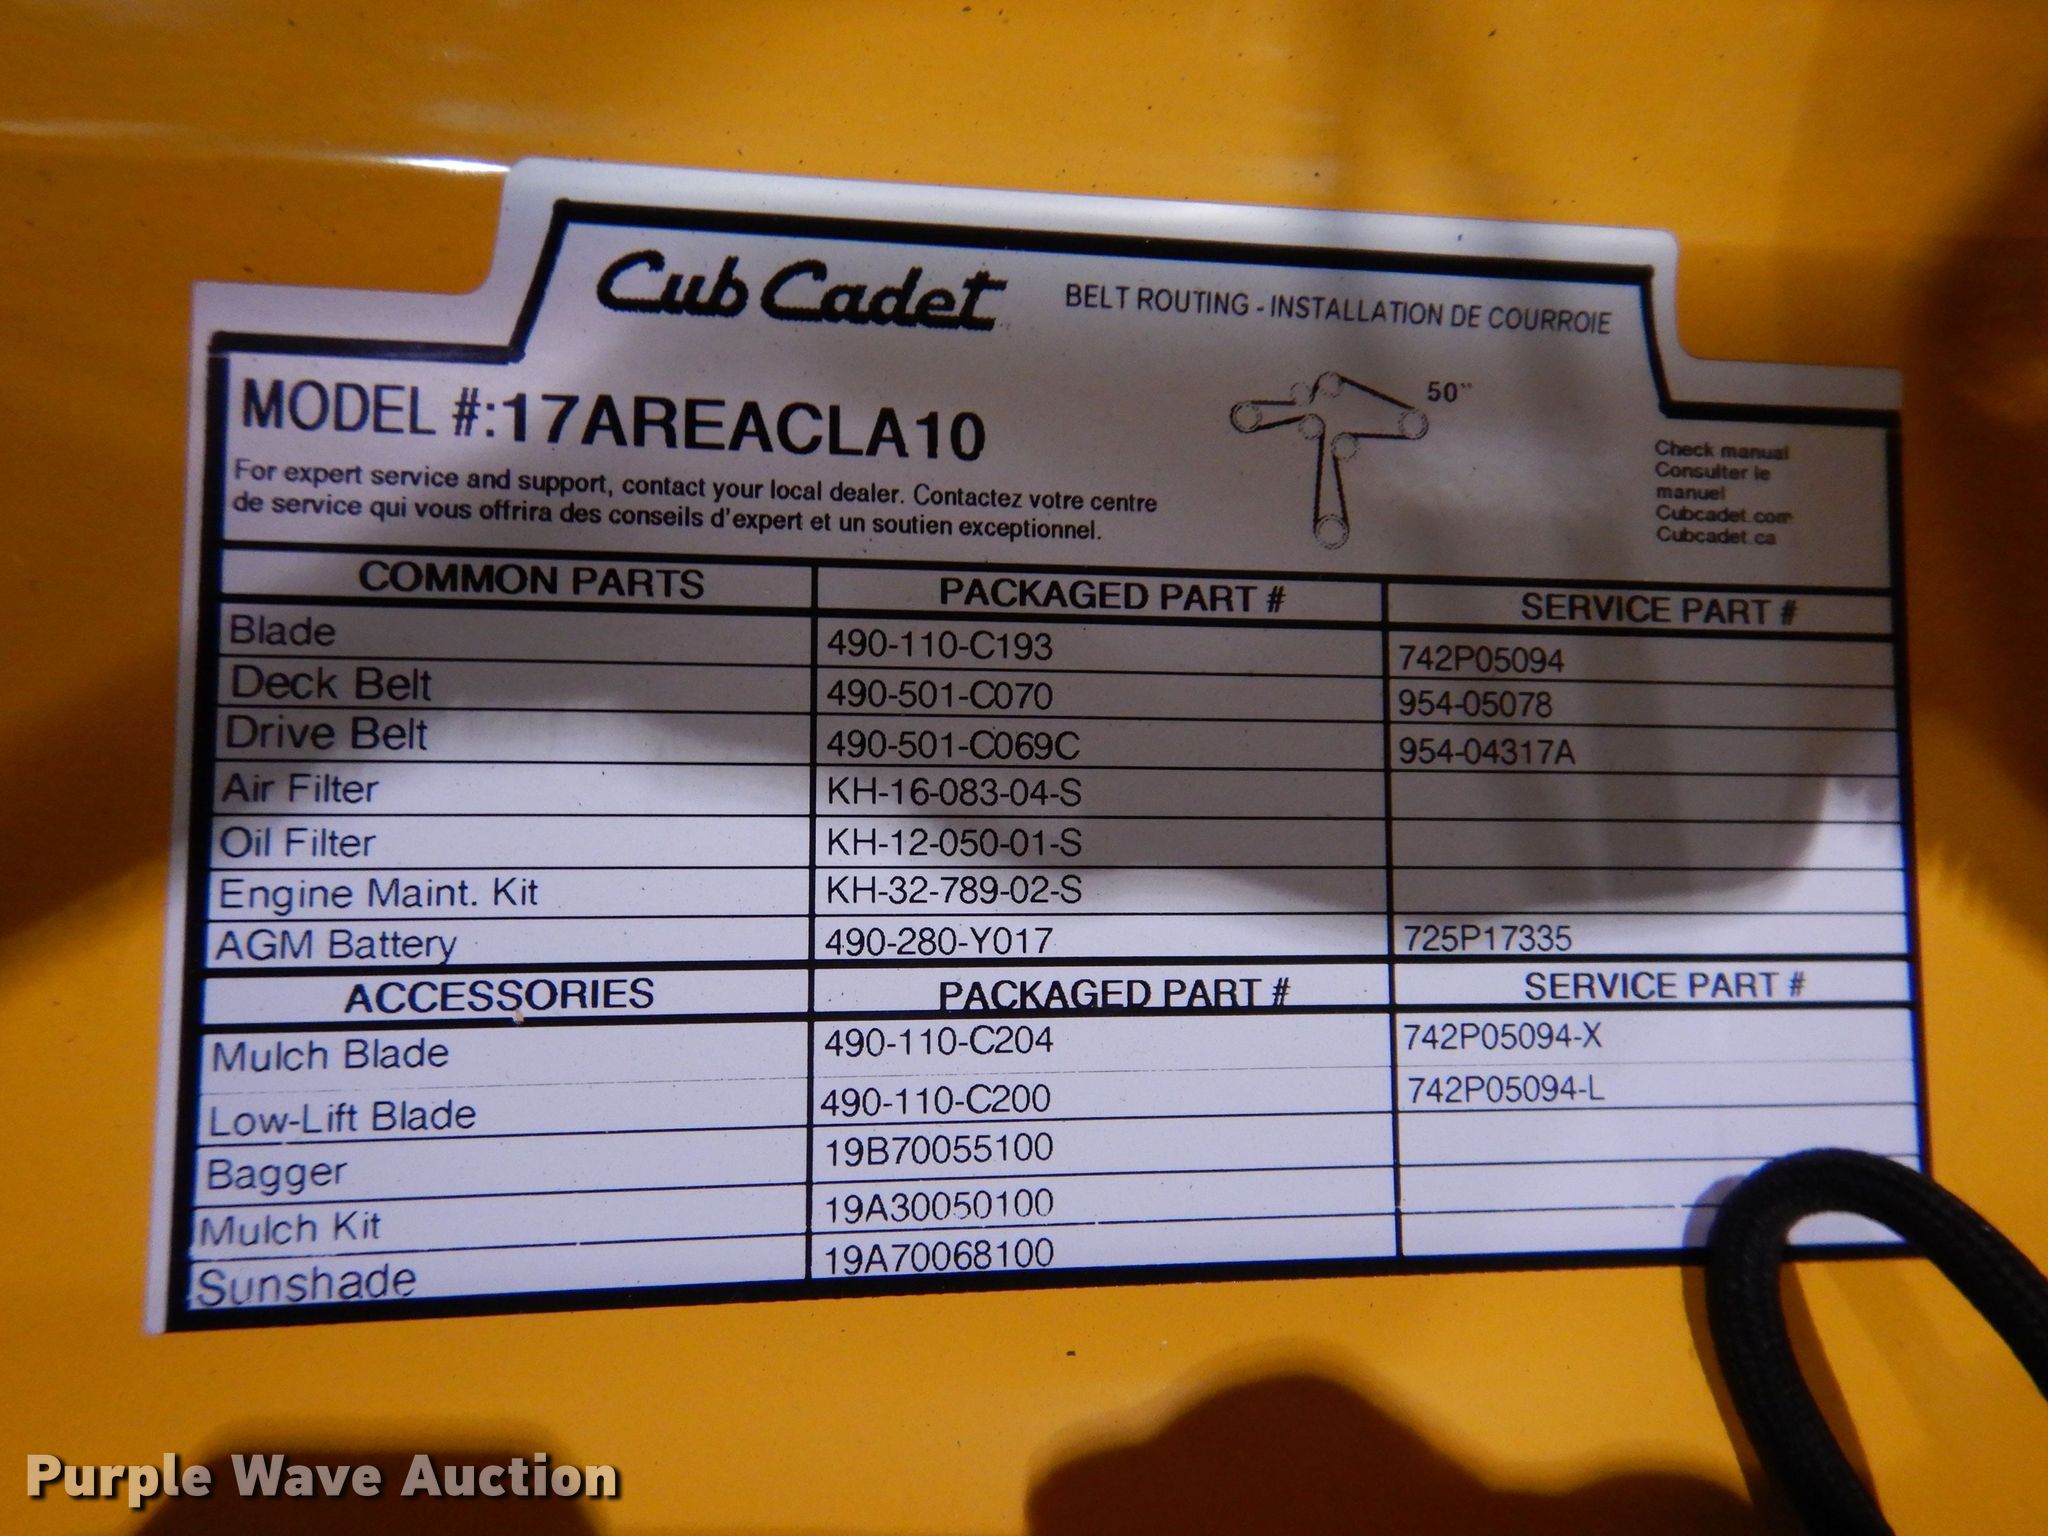 Cub Cadet
BELT ROUTING - INSTALLATION DE COURROIE
MODEL #:17AREACLA10
50"
For expert service and support, contact your local dealer. Contactez votre centre
de service qui vous offrira des conseils d'expert et un soutien exceptionnel.
Check manual
Consulter le
manuel
Cubcadet.com
Cubcadet.ca
COMMON PARTS PACKAGED PART # SERVICE PART #
Blade 490-110-C193 742P05094
Deck Belt 490-501-C070 954-05078
Drive Belt 490-501-C069C 954-04317A
Air Filter KH-16-083-04-S
Oil Filter KH-12-050-01-S
Engine Maint. Kit KH-32-789-02-S
AGM Battery 490-280-Y017 725P17335
ACCESSORIES PACKAGED PART # SERVICE PART #
Mulch Blade 490-110-C204 742P05094-X
Low-Lift Blade 490-110-C200 742P05094-L
Bagger 19B70055100
Mulch Kit 19A30050100
Sunshade 19A70068100
Purple Wave Auction